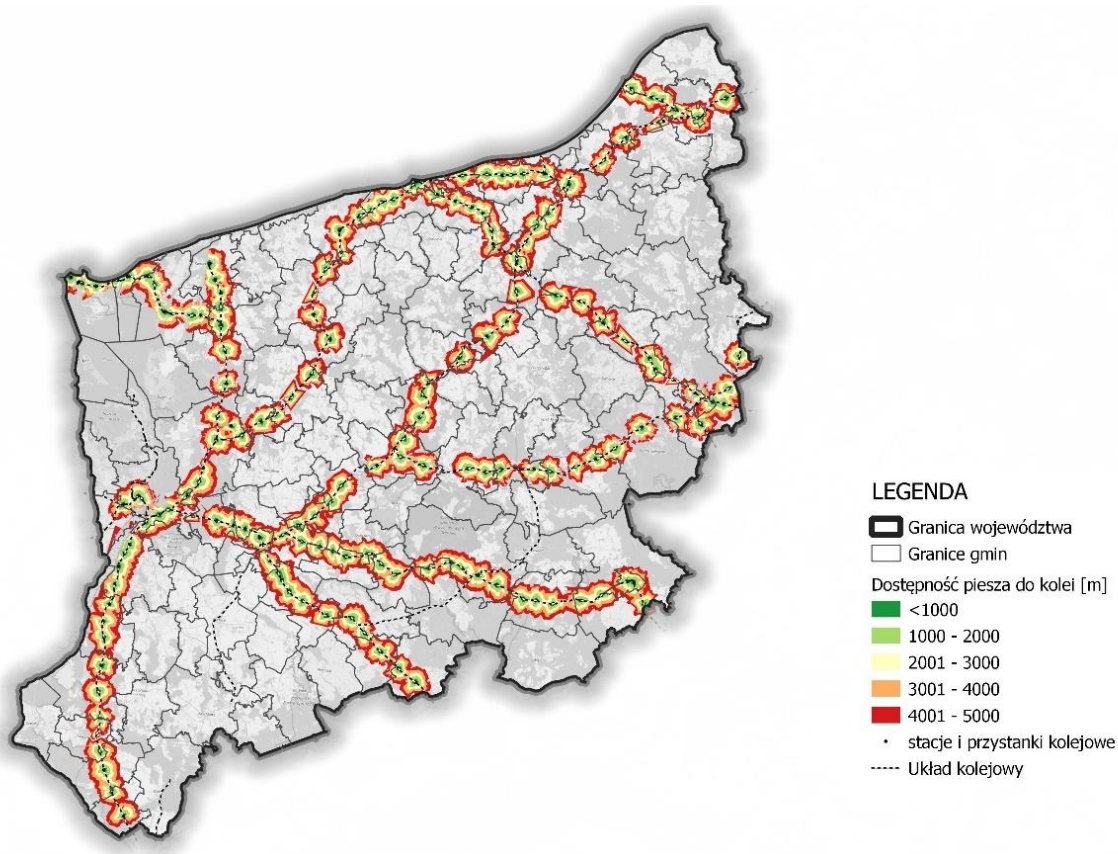 LEGENDA
Granica województwa
Granice gmin
Dostępność piesza do kolei [m]
<1000
1000 - 2000
2001 - 3000
3001 - 4000
4001 - 5000
stacje i przystanki kolejowe
Układ kolejowy